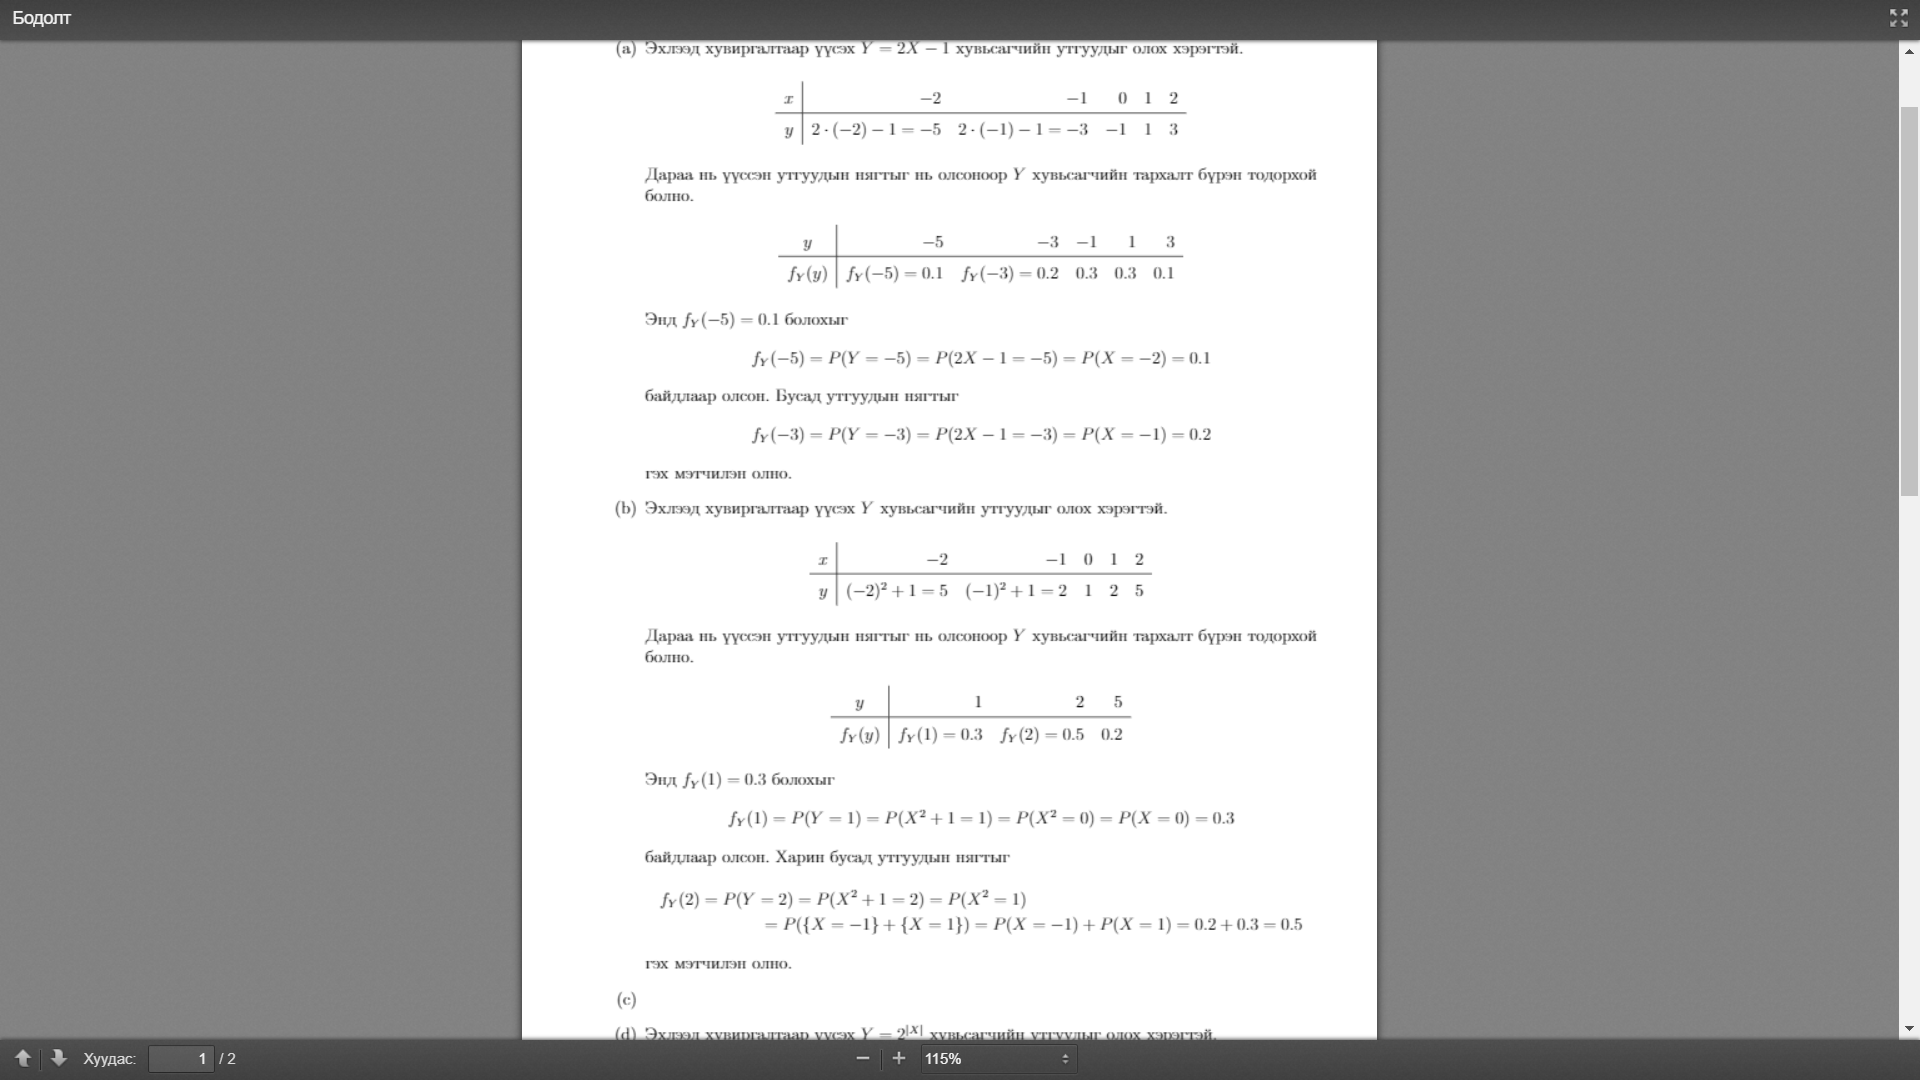 Бодолт
(a) Эхлээд хувиргалтаар үүсэх Y = 2X − 1 хувьсагчийн утгуудыг олох хэрэгтэй.
x −2 −1 0 1 2
y 2 · (−2) − 1 = −5 2 · (−1) − 1 = −3 −1 1 3
Дараа нь үүссэн утгуудын нягтыг нь олсоноор Y хувьсагчийн тархалт бүрэн тодорхой
болно.
y −5 −3 −1 1 3
f_Y(y) f_Y(−5) = 0.1 f_Y(−3) = 0.2 0.3 0.3 0.1
Энд f_Y(−5) = 0.1 болохыг
f_Y(−5) = P(Y = −5) = P(2X − 1 = −5) = P(X = −2) = 0.1
байдлаар олсон. Бусад утгуудын нягтыг
f_Y(−3) = P(Y = −3) = P(2X − 1 = −3) = P(X = −1) = 0.2
гэх мэтчилэн олно.
(b) Эхлээд хувиргалтаар үүсэх Y хувьсагчийн утгуудыг олох хэрэгтэй.
x −2 −1 0 1 2
y (−2)² + 1 = 5 (−1)² + 1 = 2 1 2 5
Дараа нь үүссэн утгуудын нягтыг нь олсоноор Y хувьсагчийн тархалт бүрэн тодорхой
болно.
y 1 2 5
f_Y(y) f_Y(1) = 0.3 f_Y(2) = 0.5 0.2
Энд f_Y(1) = 0.3 болохыг
f_Y(1) = P(Y = 1) = P(X² + 1 = 1) = P(X² = 0) = P(X = 0) = 0.3
байдлаар олсон. Харин бусад утгуудын нягтыг
f_Y(2) = P(Y = 2) = P(X² + 1 = 2) = P(X² = 1)
= P({X = −1} + {X = 1}) = P(X = −1) + P(X = 1) = 0.2 + 0.3 = 0.5
гэх мэтчилэн олно.
(c)
(d) Эхлээд хувиргалтаар үүсэх Y = 2^|X| хувьсагчийн утгуудыг олох хэрэгтэй.
Хуудас: 1 / 2 − + 115%